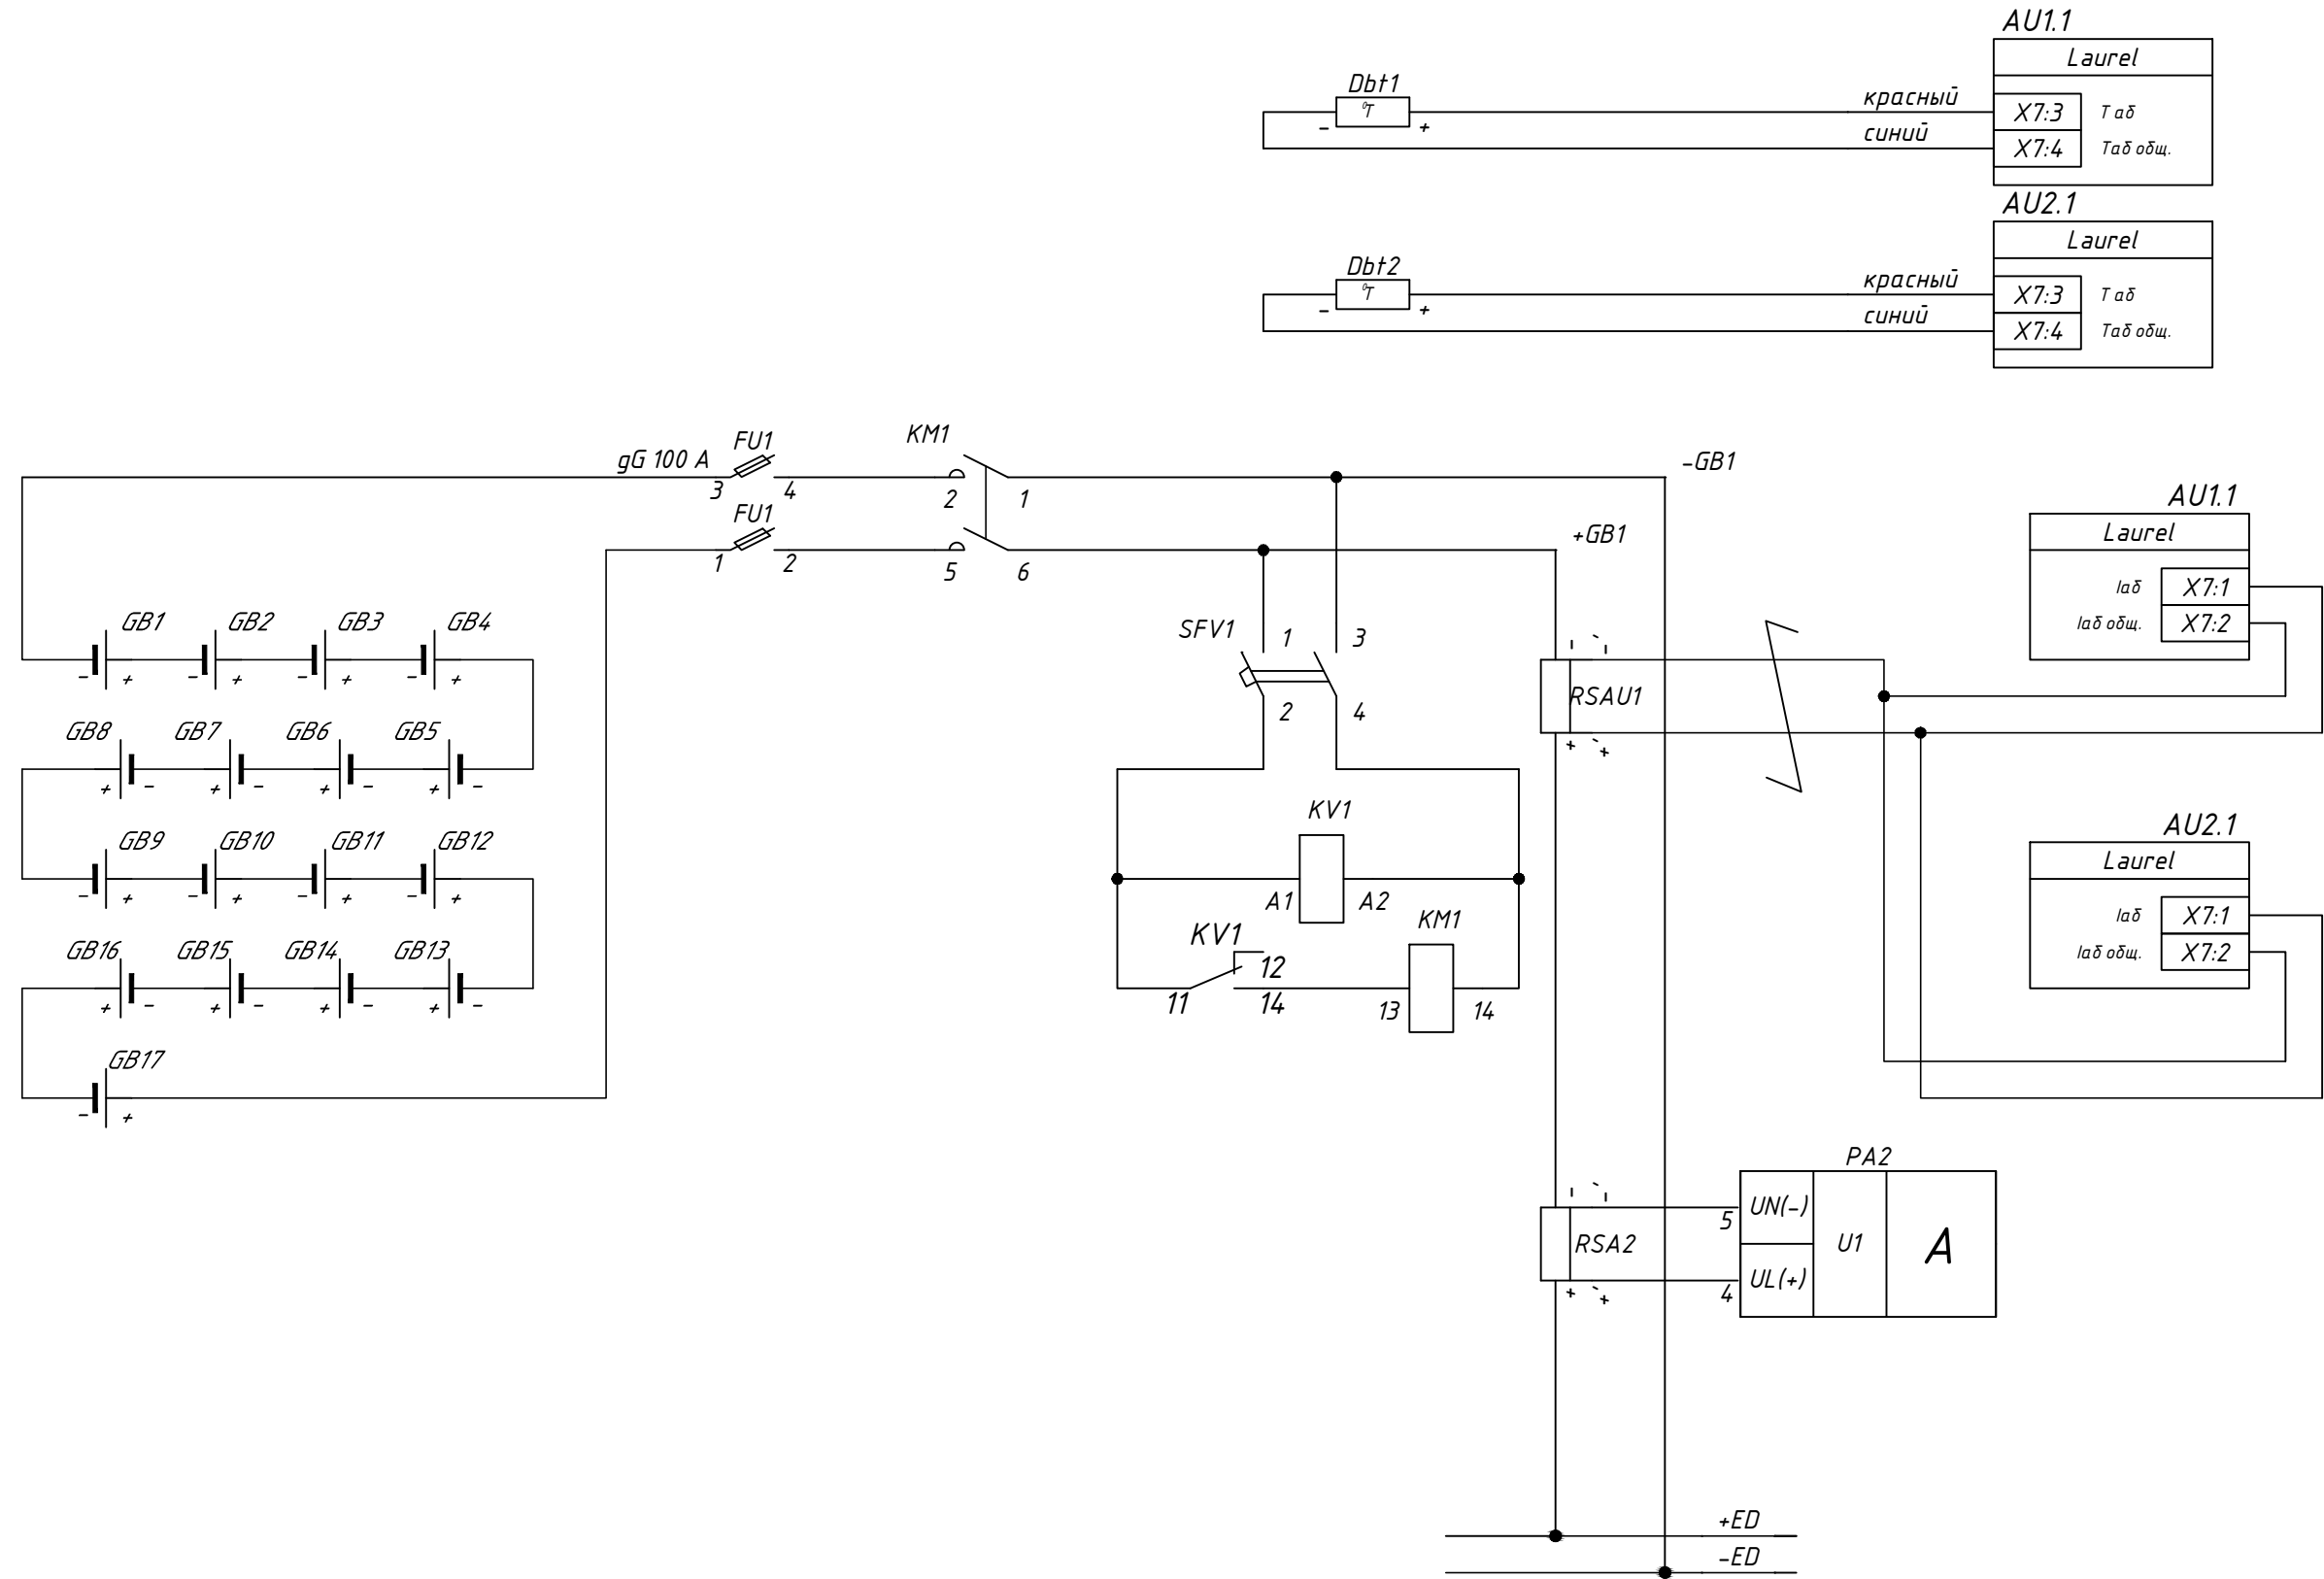 AU1.1
Laurel
Dbt1
°T
- +
красный
X7:3 Т аб
синий
X7:4 Таб общ.
AU2.1
Laurel
Dbt2
°T
- +
красный
X7:3 Т аб
синий
X7:4 Таб общ.
gG 100 A
FU1
3 4
KM1
2 1
-GB1
FU1
1 2
5 6
+GB1
AU1.1
Laurel
Iаб X7:1
Iаб общ. X7:2
GB1 GB2 GB3 GB4
- + - + - + - +
SFV1
1 3
2 4
- -
RSAU1
+ +
GB8 GB7 GB6 GB5
+ - + - + - + -
KV1
A1 A2
AU2.1
Laurel
Iаб X7:1
Iаб общ. X7:2
GB9 GB10 GB11 GB12
- + - + - + - +
KV1
12
11 14
KM1
13 14
GB16 GB15 GB14 GB13
+ - + - + - + -
GB17
- +
PA2
- -
RSA2
+ +
5 UN(-)
4 UL(+)
U1
A
+ED
-ED